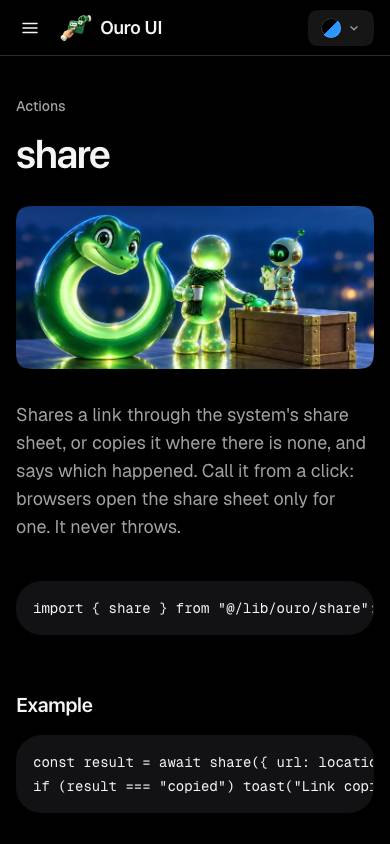 Ouro UI
Actions
share
Shares a link through the system's share
sheet, or copies it where there is none, and
says which happened. Call it from a click:
browsers open the share sheet only for
one. It never throws.
import { share } from "@/lib/ouro/share";
Example
const result = await share({ url: locatio
if (result === "copied") toast("Link copi